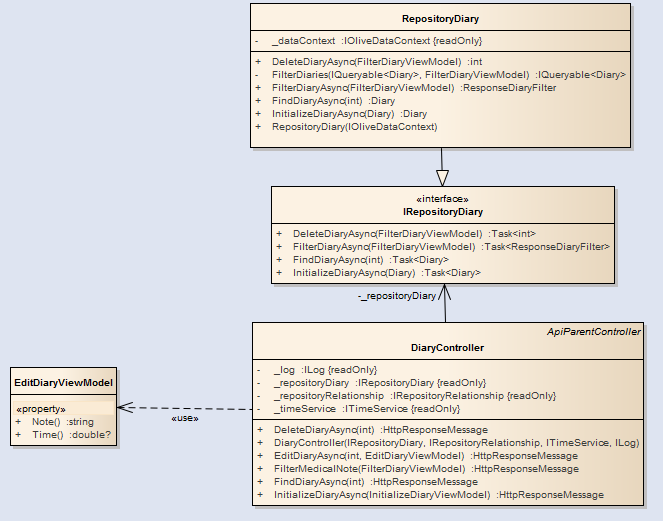 RepositoryDiary
- _dataContext :IOliveDataContext {readOnly}
+ DeleteDiaryAsync(FilterDiaryViewModel) :int
- FilterDiaries(IQueryable<Diary>, FilterDiaryViewModel) :IQueryable<Diary>
+ FilterDiaryAsync(FilterDiaryViewModel) :ResponseDiaryFilter
+ FindDiaryAsync(int) :Diary
+ InitializeDiaryAsync(Diary) :Diary
+ RepositoryDiary(IOliveDataContext)
«interface»
IRepositoryDiary
+ DeleteDiaryAsync(FilterDiaryViewModel) :Task<int>
+ FilterDiaryAsync(FilterDiaryViewModel) :Task<ResponseDiaryFilter>
+ FindDiaryAsync(int) :Task<Diary>
+ InitializeDiaryAsync(Diary) :Task<Diary>
-_repositoryDiary
ApiParentController
DiaryController
- _log :ILog {readOnly}
- _repositoryDiary :IRepositoryDiary {readOnly}
- _repositoryRelationship :IRepositoryRelationship {readOnly}
- _timeService :ITimeService {readOnly}
+ DeleteDiaryAsync(int) :HttpResponseMessage
+ DiaryController(IRepositoryDiary, IRepositoryRelationship, ITimeService, ILog)
+ EditDiaryAsync(int, EditDiaryViewModel) :HttpResponseMessage
+ FilterMedicalNote(FilterDiaryViewModel) :HttpResponseMessage
+ FindDiaryAsync(int) :HttpResponseMessage
+ InitializeDiaryAsync(InitializeDiaryViewModel) :HttpResponseMessage
«use»
EditDiaryViewModel
«property»
+ Note() :string
+ Time() :double?